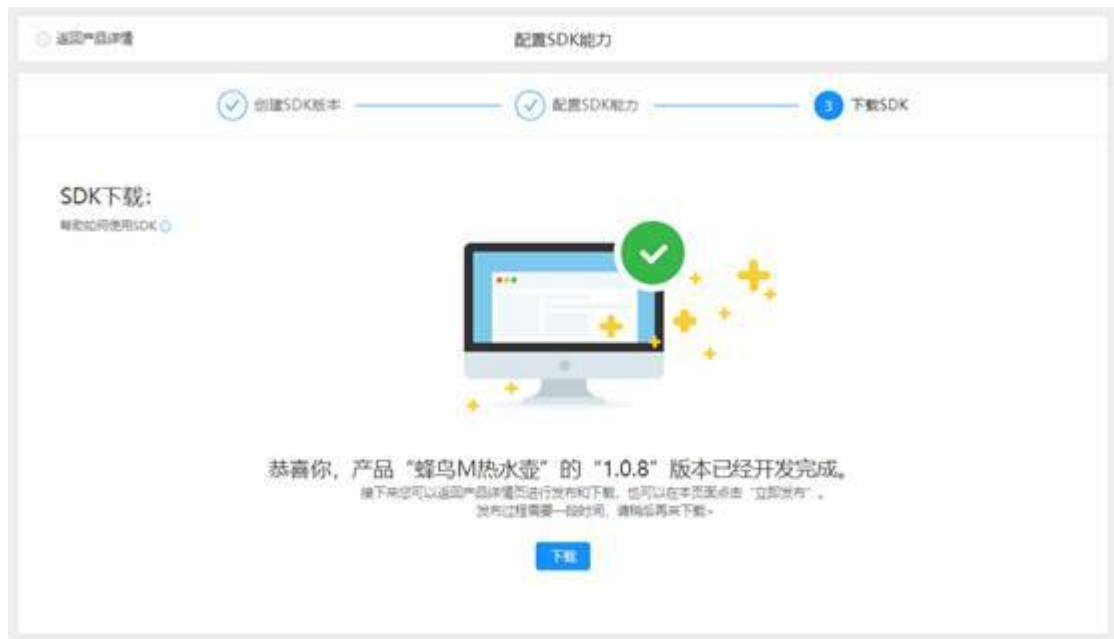 返回产品详情
配置SDK能力
创建SDK版本
配置SDK能力
3 下载SDK
SDK下载:
帮助如何使用SDK
恭喜你，产品“蜂鸟M热水壶”的“1.0.8”版本已经开发完成。
接下来您可以返回产品详情页进行发布和下载，也可以在本页面点击“立即发布”。
发布过程需要一段时间，请稍后再来下载~
下载